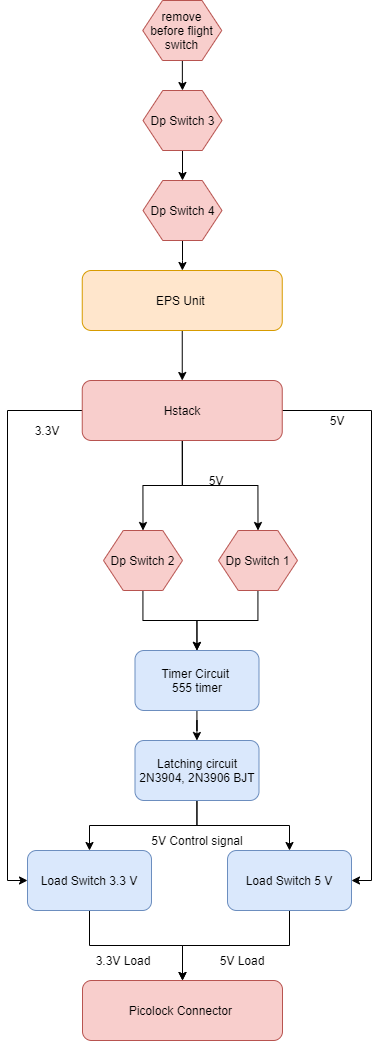 remove
before flight
switch
Dp Switch 3
Dp Switch 4
EPS Unit
Hstack
3.3V
5V
5V
Dp Switch 2
Dp Switch 1
Timer Circuit
555 timer
Latching circuit
2N3904, 2N3906 BJT
5V Control signal
Load Switch 3.3 V
Load Switch 5 V
3.3V Load
5V Load
Picolock Connector